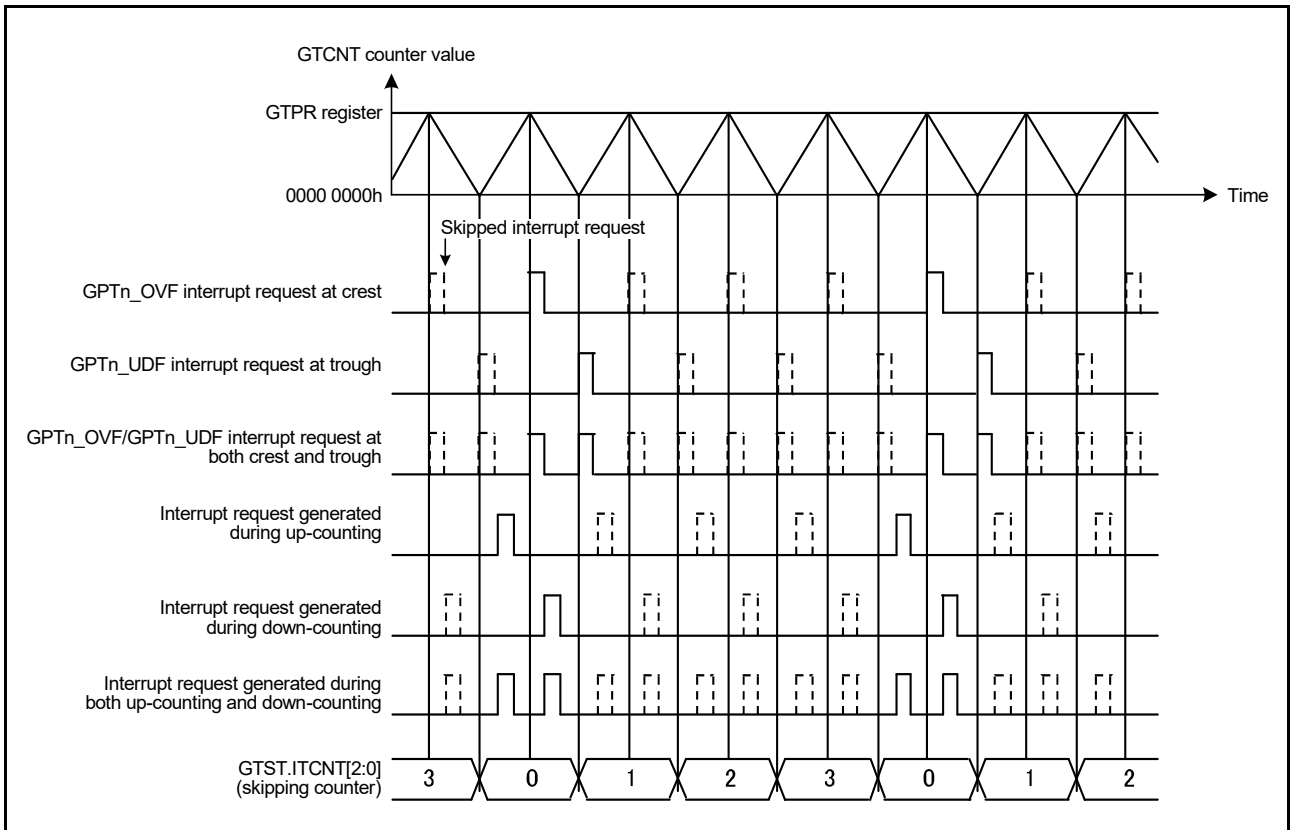 GTCNT counter value
GTPR register
0000 0000h
Time
Skipped interrupt request
GPTn_OVF interrupt request at crest
GPTn_UDF interrupt request at trough
GPTn_OVF/GPTn_UDF interrupt request at
both crest and trough
Interrupt request generated
during up-counting
Interrupt request generated
during down-counting
Interrupt request generated during
both up-counting and down-counting
GTST.ITCNT[2:0]
(skipping counter)
3 0 1 2 3 0 1 2